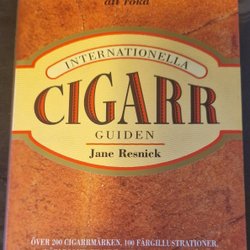 att röka
INTERNATIONELLA
CIGARR
GUIDEN
Jane Resnick
ÖVER 200 CIGARRMÄRKEN, 100 FÄRGILLUSTRATIONER,